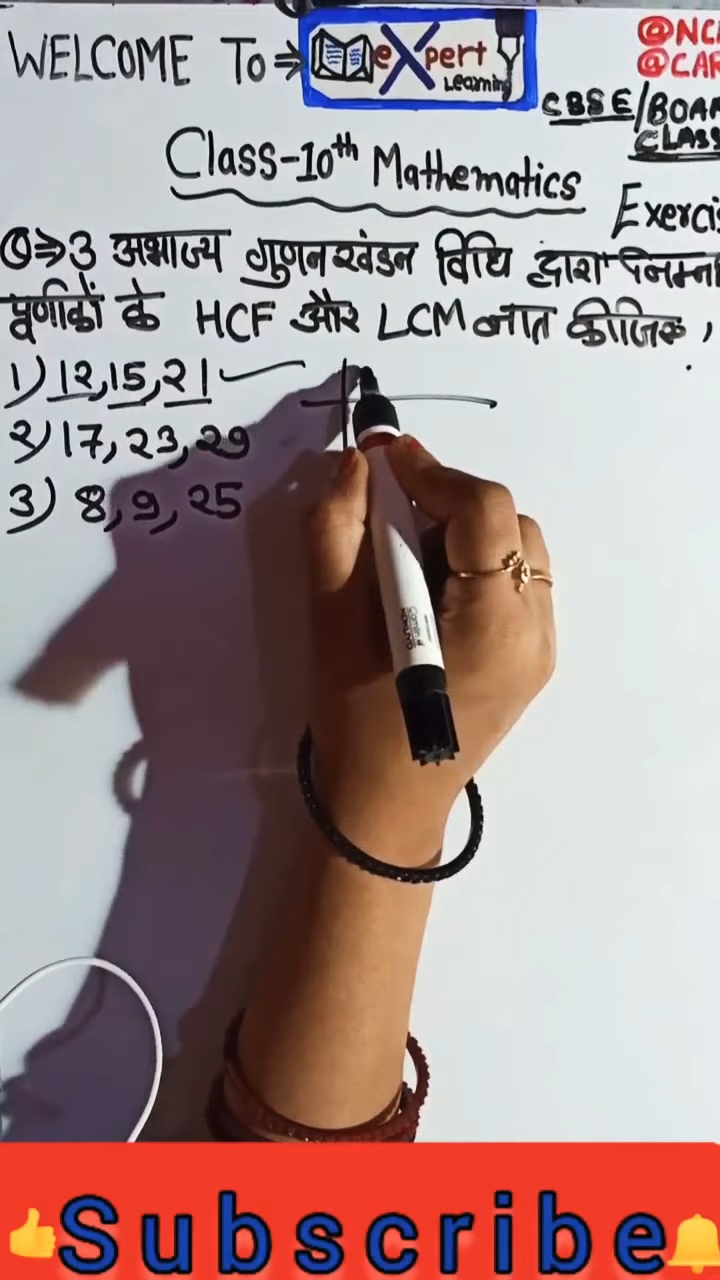 WELCOME To⇒ eXpert Learning
@NC
@CAR
CBSE/BOAR
CLASS
Class-10th Mathematics
Exercis
Q⇒3 अभाज्य गुणनखंडन विधि द्वारा निम्न
पूर्णांकों के HCF और LCM ज्ञात कीजिए,
1) 12, 15, 21
2) 17, 23, 29
3) 8, 9, 25
Subscribe